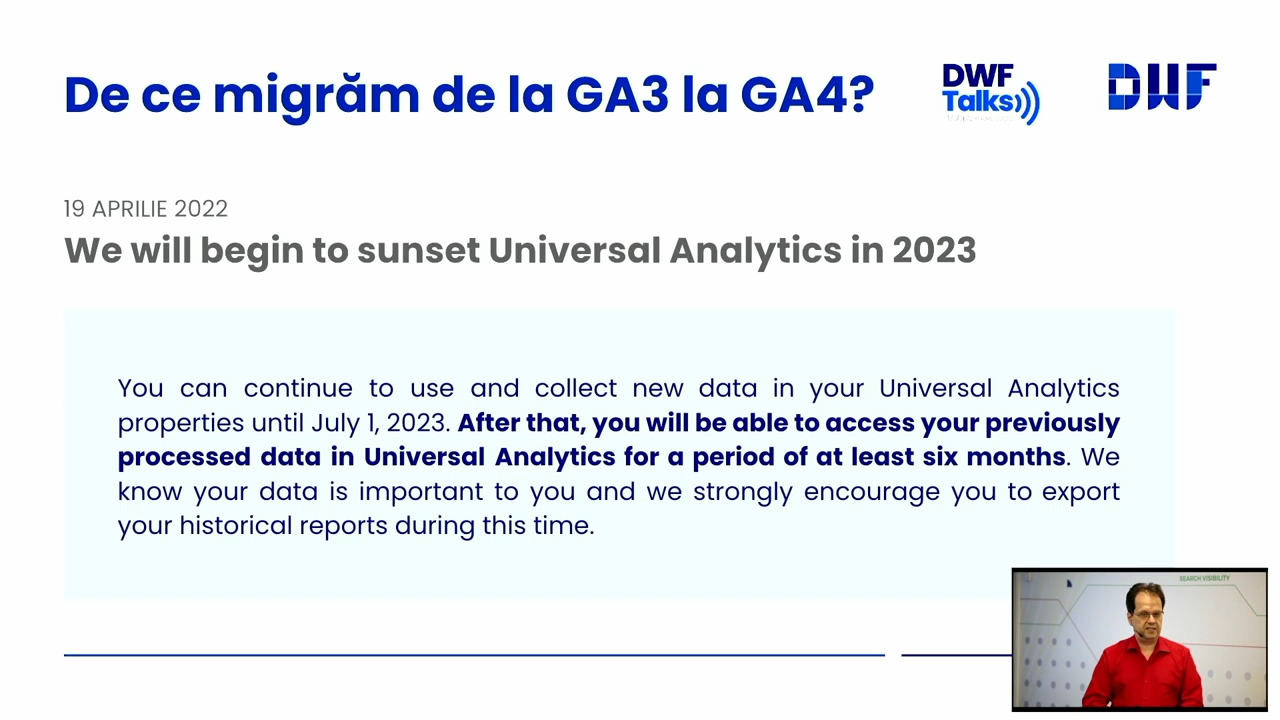 De ce migrăm de la GA3 la GA4?
DWF
Talks
DWF
19 APRILIE 2022
We will begin to sunset Universal Analytics in 2023
You can continue to use and collect new data in your Universal Analytics
properties until July 1, 2023. After that, you will be able to access your previously
processed data in Universal Analytics for a period of at least six months. We
know your data is important to you and we strongly encourage you to export
your historical reports during this time.
SEARCH VISIBILITY